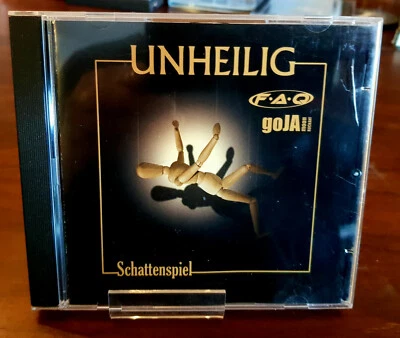 UNHEILIG
F·A·Q
goJA
Schattenspiel